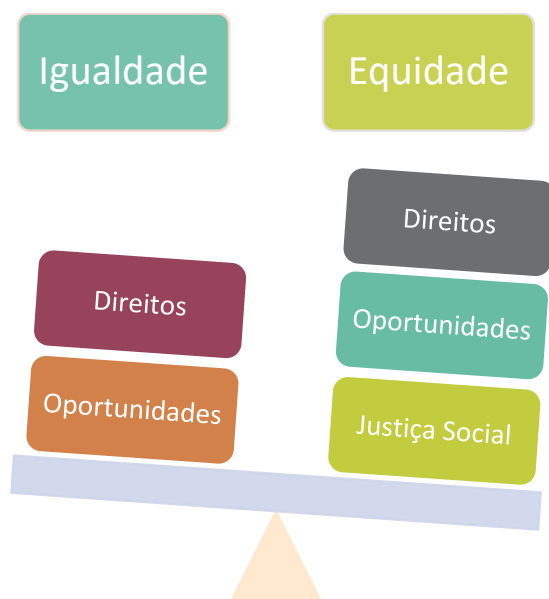 Igualdade
Equidade
Direitos
Oportunidades
Direitos
Oportunidades
Justiça Social